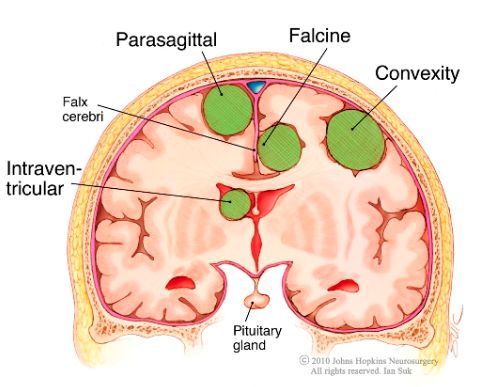 Parasagittal
Falcine
Convexity
Falx
cerebri
Intraven-
tricular
Pituitary
gland
© 2010 Johns Hopkins Neurosurgery
All rights reserved. Ian Suk